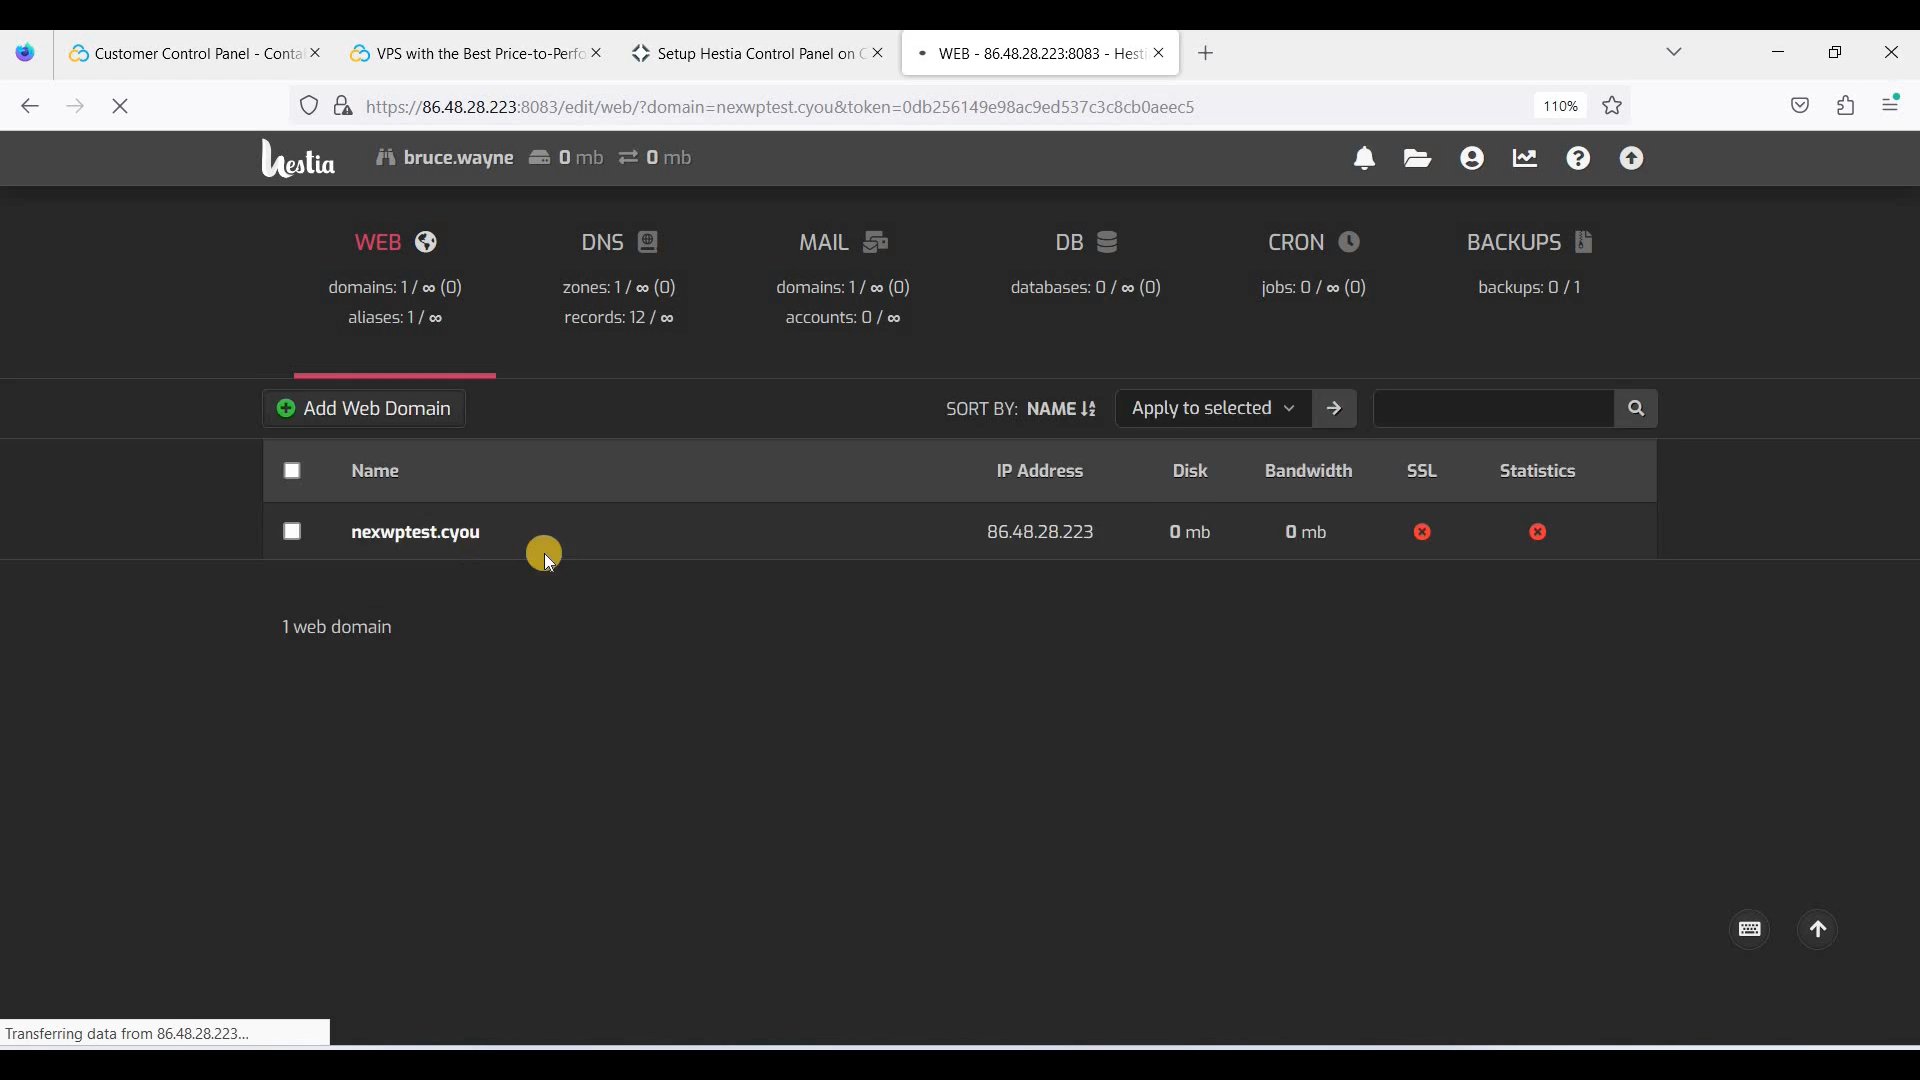 Customer Control Panel - Conta
VPS with the Best Price-to-Perfo
Setup Hestia Control Panel on C
WEB - 86.48.28.223:8083 - Hesti
https://86.48.28.223:8083/edit/web/?domain=nexwptest.cyou&token=0db256149e98ac9ed537c3c8cb0aeec5
110%
hestia
bruce.wayne 0 mb 0 mb
WEB
domains: 1 / ∞ (0)
aliases: 1 / ∞
DNS
zones: 1 / ∞ (0)
records: 12 / ∞
MAIL
domains: 1 / ∞ (0)
accounts: 0 / ∞
DB
databases: 0 / ∞ (0)
CRON
jobs: 0 / ∞ (0)
BACKUPS
backups: 0 / 1
Add Web Domain
SORT BY: NAME
Apply to selected
Name IP Address Disk Bandwidth SSL Statistics
nexwptest.cyou 86.48.28.223 0 mb 0 mb
1 web domain
Transferring data from 86.48.28.223...